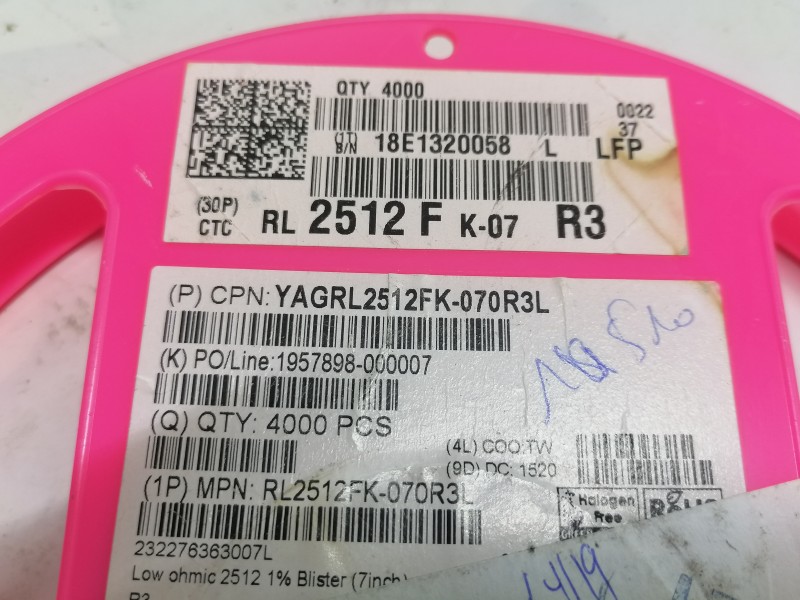 QTY 4000
0022
37
(1T)
B/N 18E1320058 L LFP
(30P)
CTC RL 2512 F K-07 R3
(P) CPN: YAGRL2512FK-070R3L
(K) PO/Line:1957898-000007
(Q) QTY: 4000 PCS
(4L) COO:TW
(9D) DC: 1520
(1P) MPN: RL2512FK-070R3L
Halogen
Free
RoHS
232276363007L
Low ohmic 2512 1% Blister (7inch)
R3